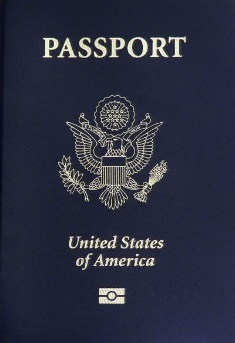 PASSPORT
United States
of America